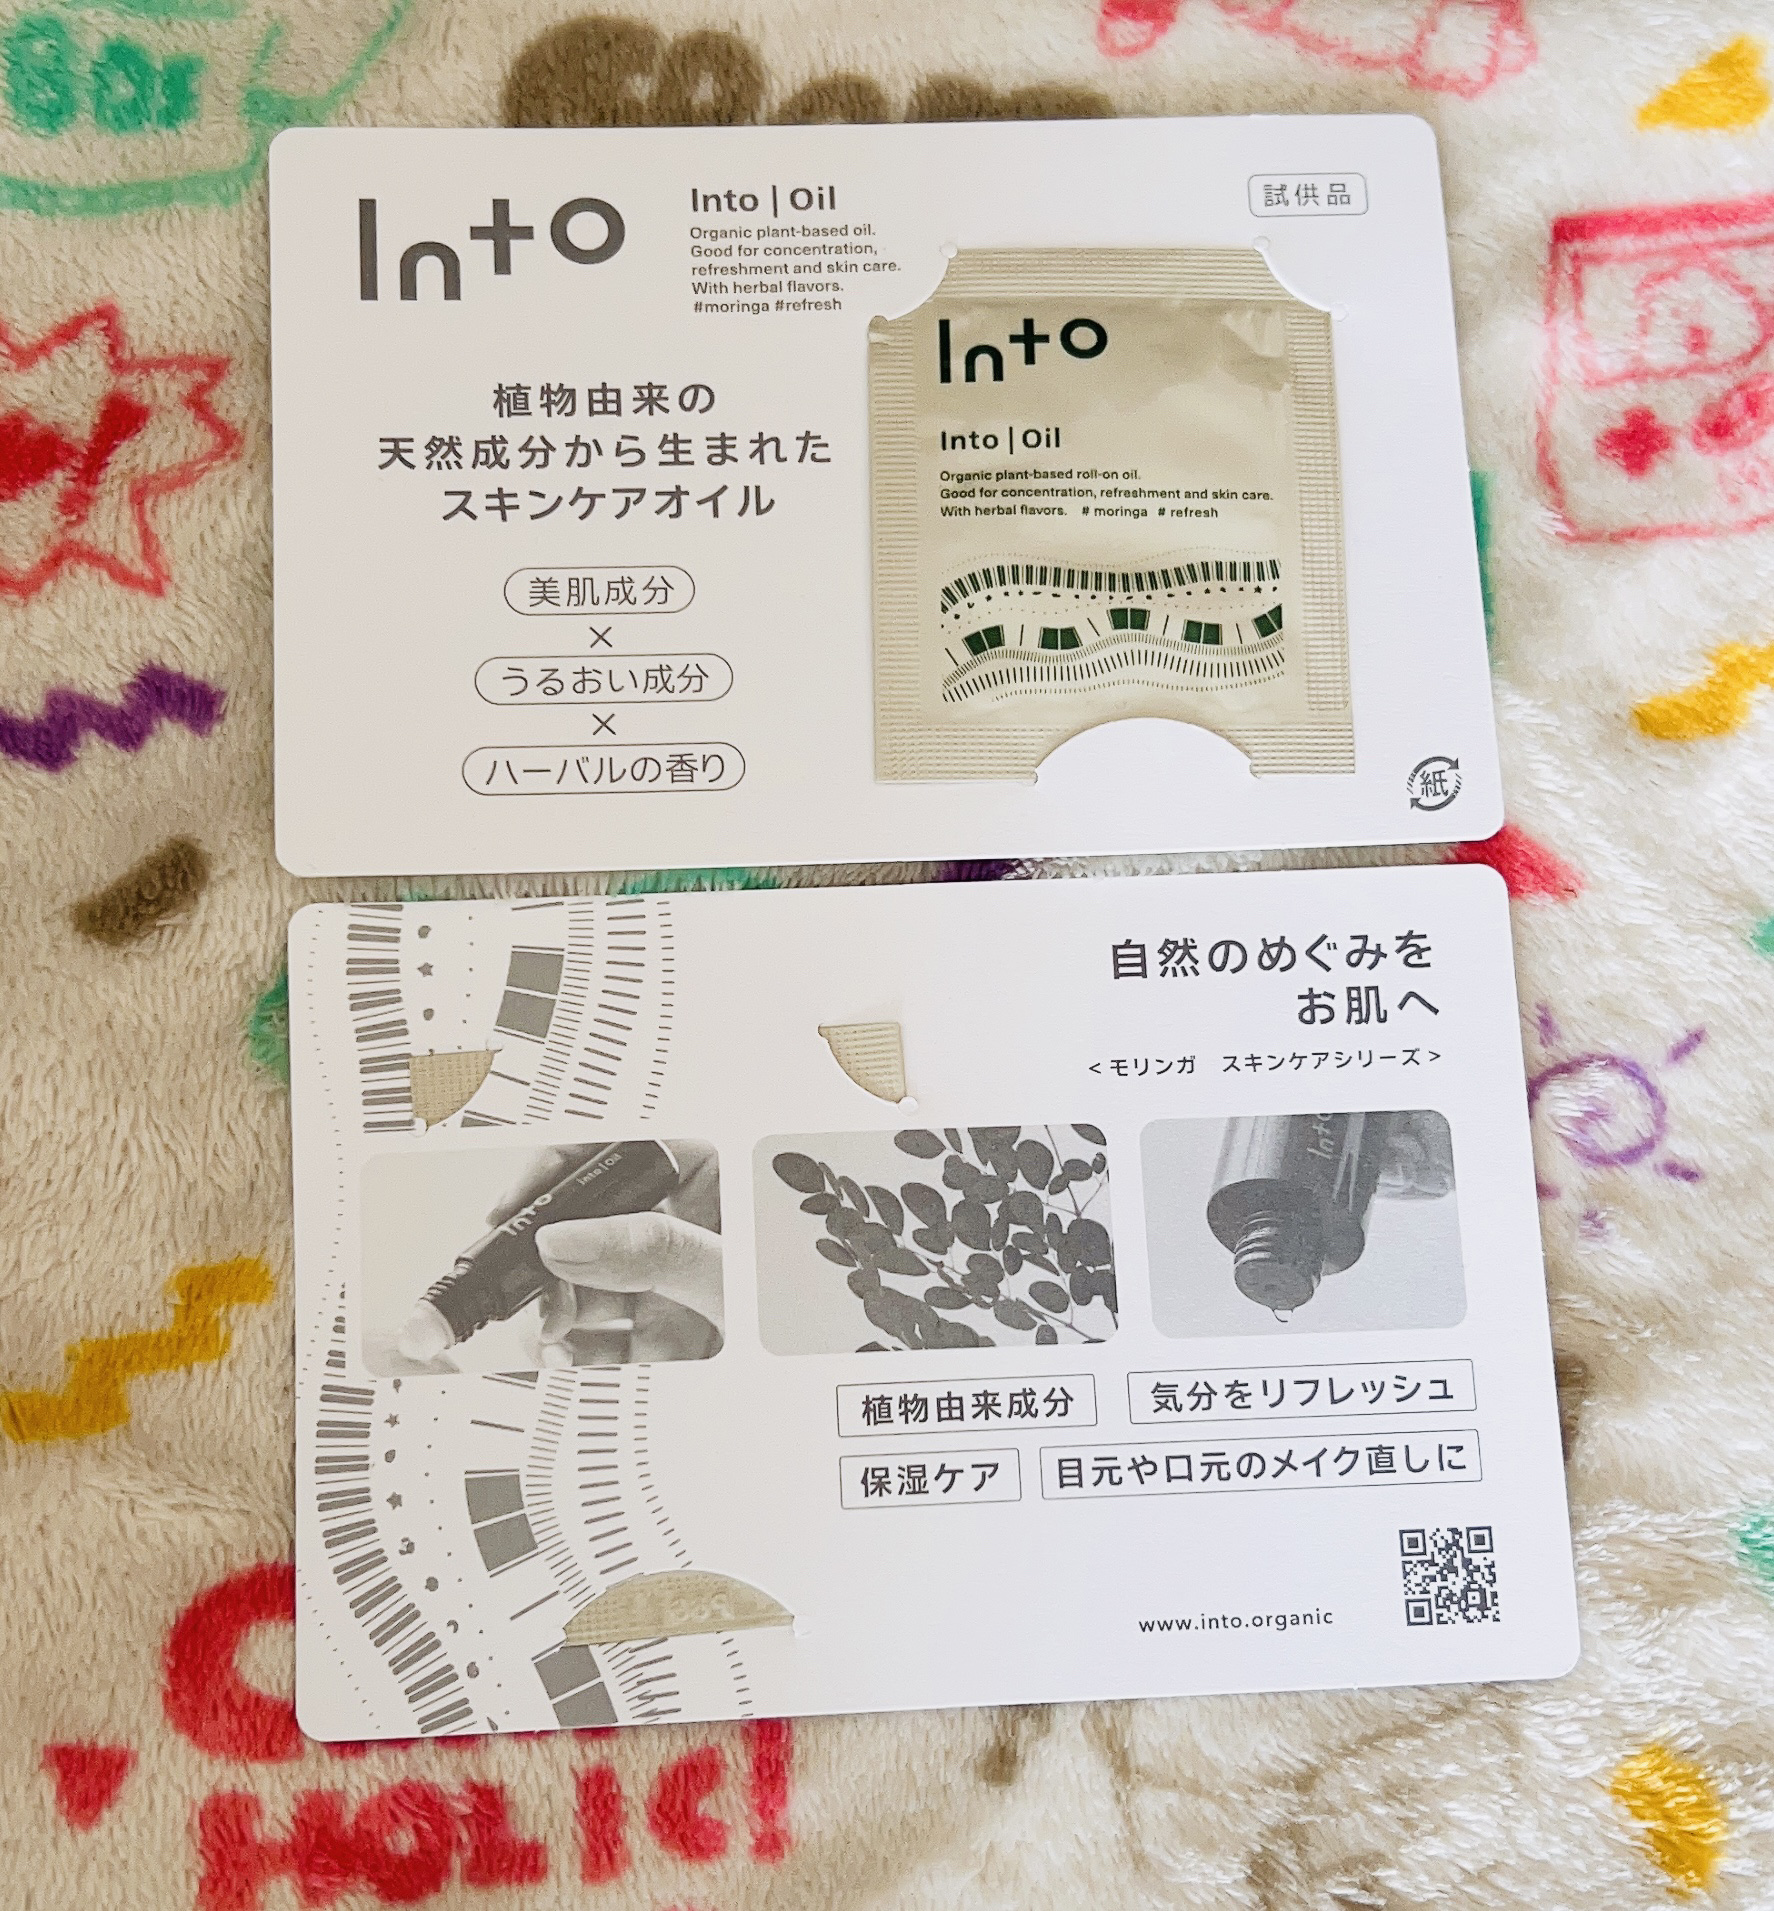 Into
Into | Oil
Organic plant-based oil.
Good for concentration,
refreshment and skin care.
With herbal flavors.
#moringa #refresh
試供品
植物由来の
天然成分から生まれた
スキンケアオイル
美肌成分
×
うるおい成分
×
ハーバルの香り
Into
Into | Oil
Organic plant-based roll-on oil.
Good for concentration, refreshment and skin care.
With herbal flavors. # moringa # refresh
紙
自然のめぐみを
お肌へ
<モリンガ スキンケアシリーズ>
Into
Into | Oil
Into
植物由来成分
気分をリフレッシュ
保湿ケア
目元や口元のメイク直しに
www.into.organic